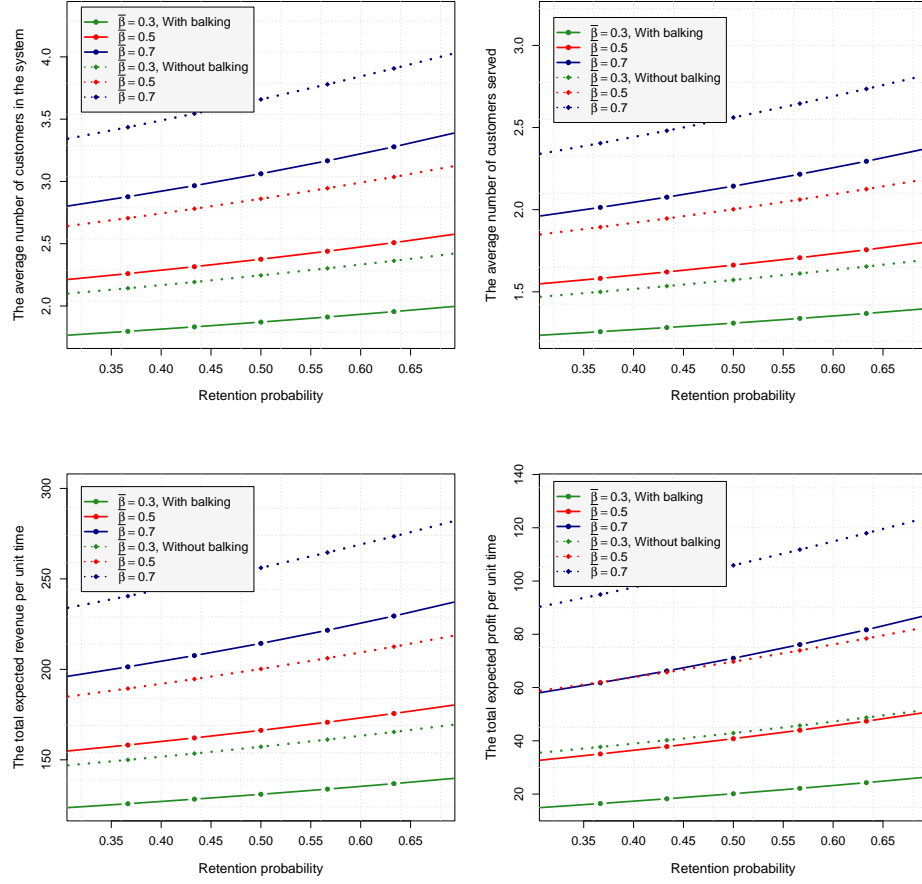 The average number of customers in the system
4.0
3.5
3.0
2.5
2.0
β̅ = 0.3, With balking
β̅ = 0.5
β̅ = 0.7
β̅ = 0.3, Without balking
β̅ = 0.5
β̅ = 0.7
0.35 0.40 0.45 0.50 0.55 0.60 0.65
Retention probability
The average number of customers served
3.0
2.5
2.0
1.5
β̅ = 0.3, With balking
β̅ = 0.5
β̅ = 0.7
β̅ = 0.3, Without balking
β̅ = 0.5
β̅ = 0.7
0.35 0.40 0.45 0.50 0.55 0.60 0.65
Retention probability
The total expected revenue per unit time
300
250
200
150
β̅ = 0.3, With balking
β̅ = 0.5
β̅ = 0.7
β̅ = 0.3, Without balking
β̅ = 0.5
β̅ = 0.7
0.35 0.40 0.45 0.50 0.55 0.60 0.65
Retention probability
The total expected profit per unit time
140
120
100
80
60
40
20
β̅ = 0.3, With balking
β̅ = 0.5
β̅ = 0.7
β̅ = 0.3, Without balking
β̅ = 0.5
β̅ = 0.7
0.35 0.40 0.45 0.50 0.55 0.60 0.65
Retention probability